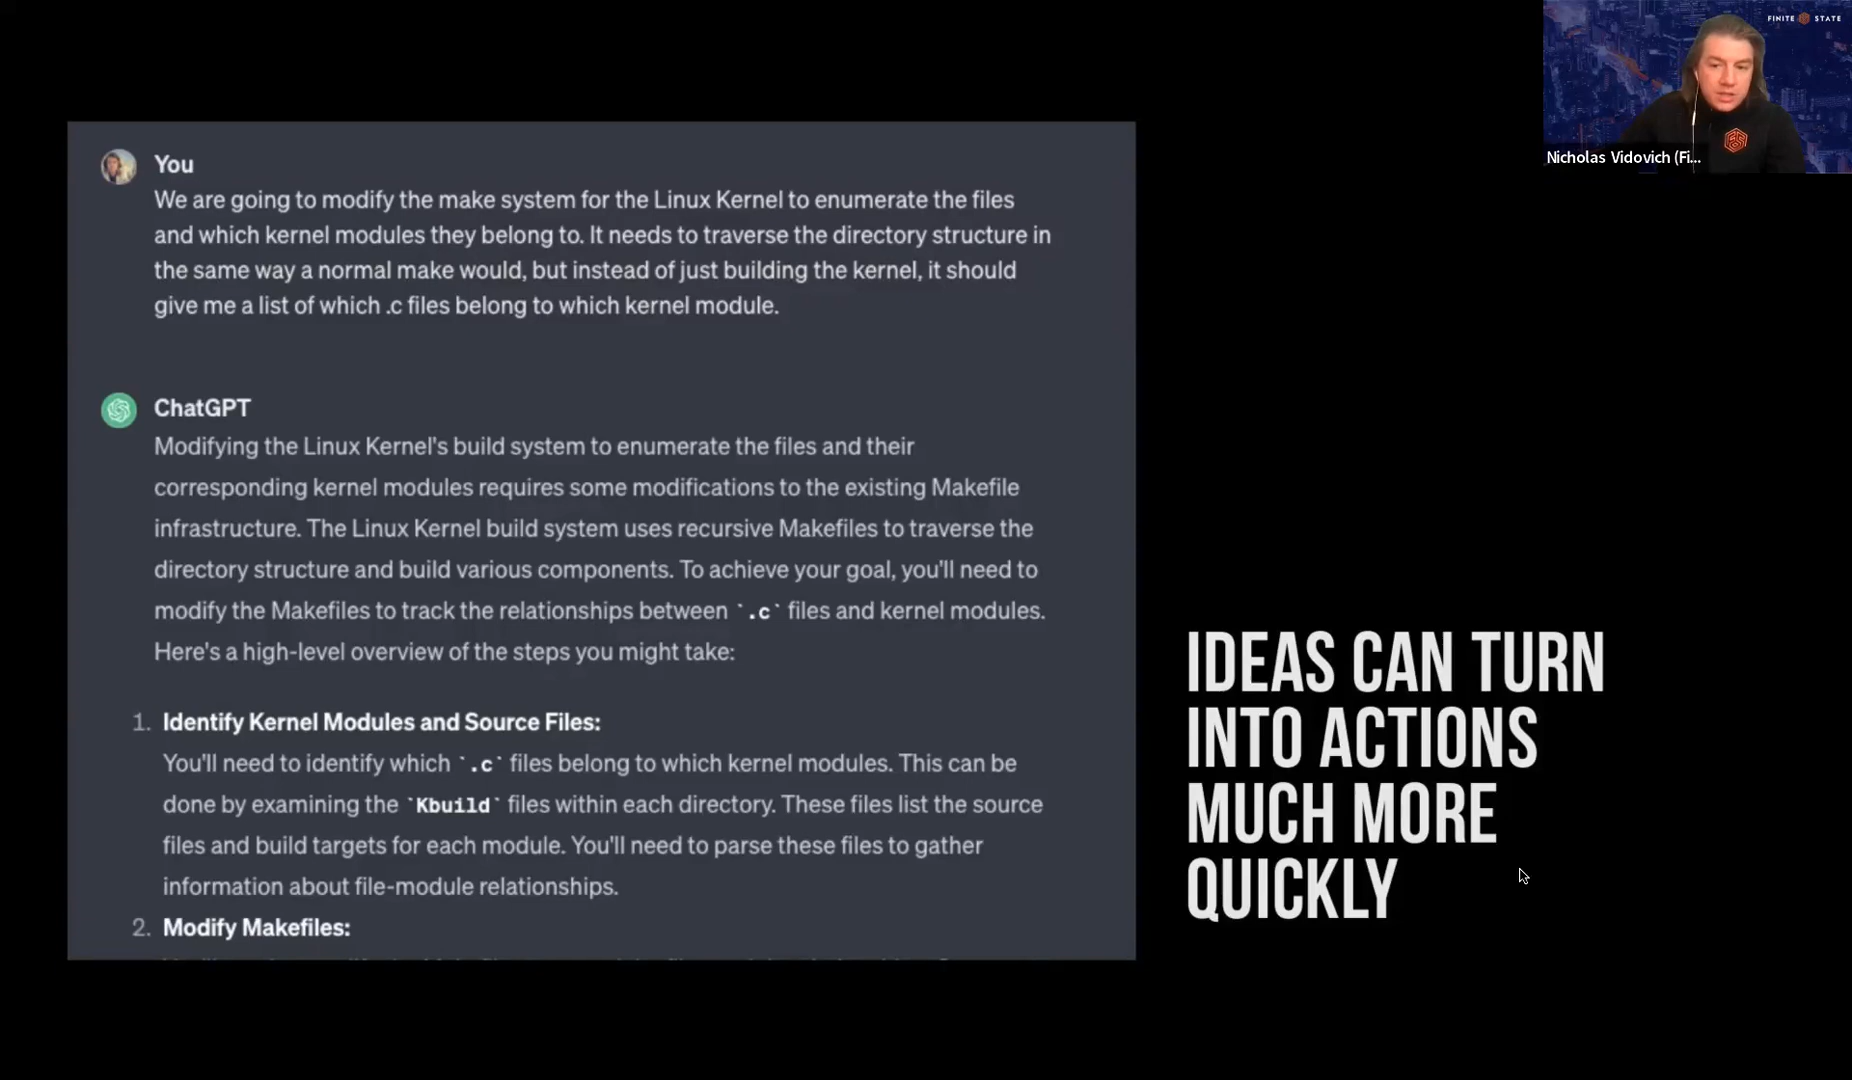 FINITE STATE
Nicholas Vidovich (Fi...
You
We are going to modify the make system for the Linux Kernel to enumerate the files
and which kernel modules they belong to. It needs to traverse the directory structure in
the same way a normal make would, but instead of just building the kernel, it should
give me a list of which .c files belong to which kernel module.
ChatGPT
Modifying the Linux Kernel's build system to enumerate the files and their
corresponding kernel modules requires some modifications to the existing Makefile
infrastructure. The Linux Kernel build system uses recursive Makefiles to traverse the
directory structure and build various components. To achieve your goal, you'll need to
modify the Makefiles to track the relationships between `.c` files and kernel modules.
Here's a high-level overview of the steps you might take:
1. Identify Kernel Modules and Source Files:
You'll need to identify which `.c` files belong to which kernel modules. This can be
done by examining the `Kbuild` files within each directory. These files list the source
files and build targets for each module. You'll need to parse these files to gather
information about file-module relationships.
2. Modify Makefiles:
IDEAS CAN TURN
INTO ACTIONS
MUCH MORE
QUICKLY